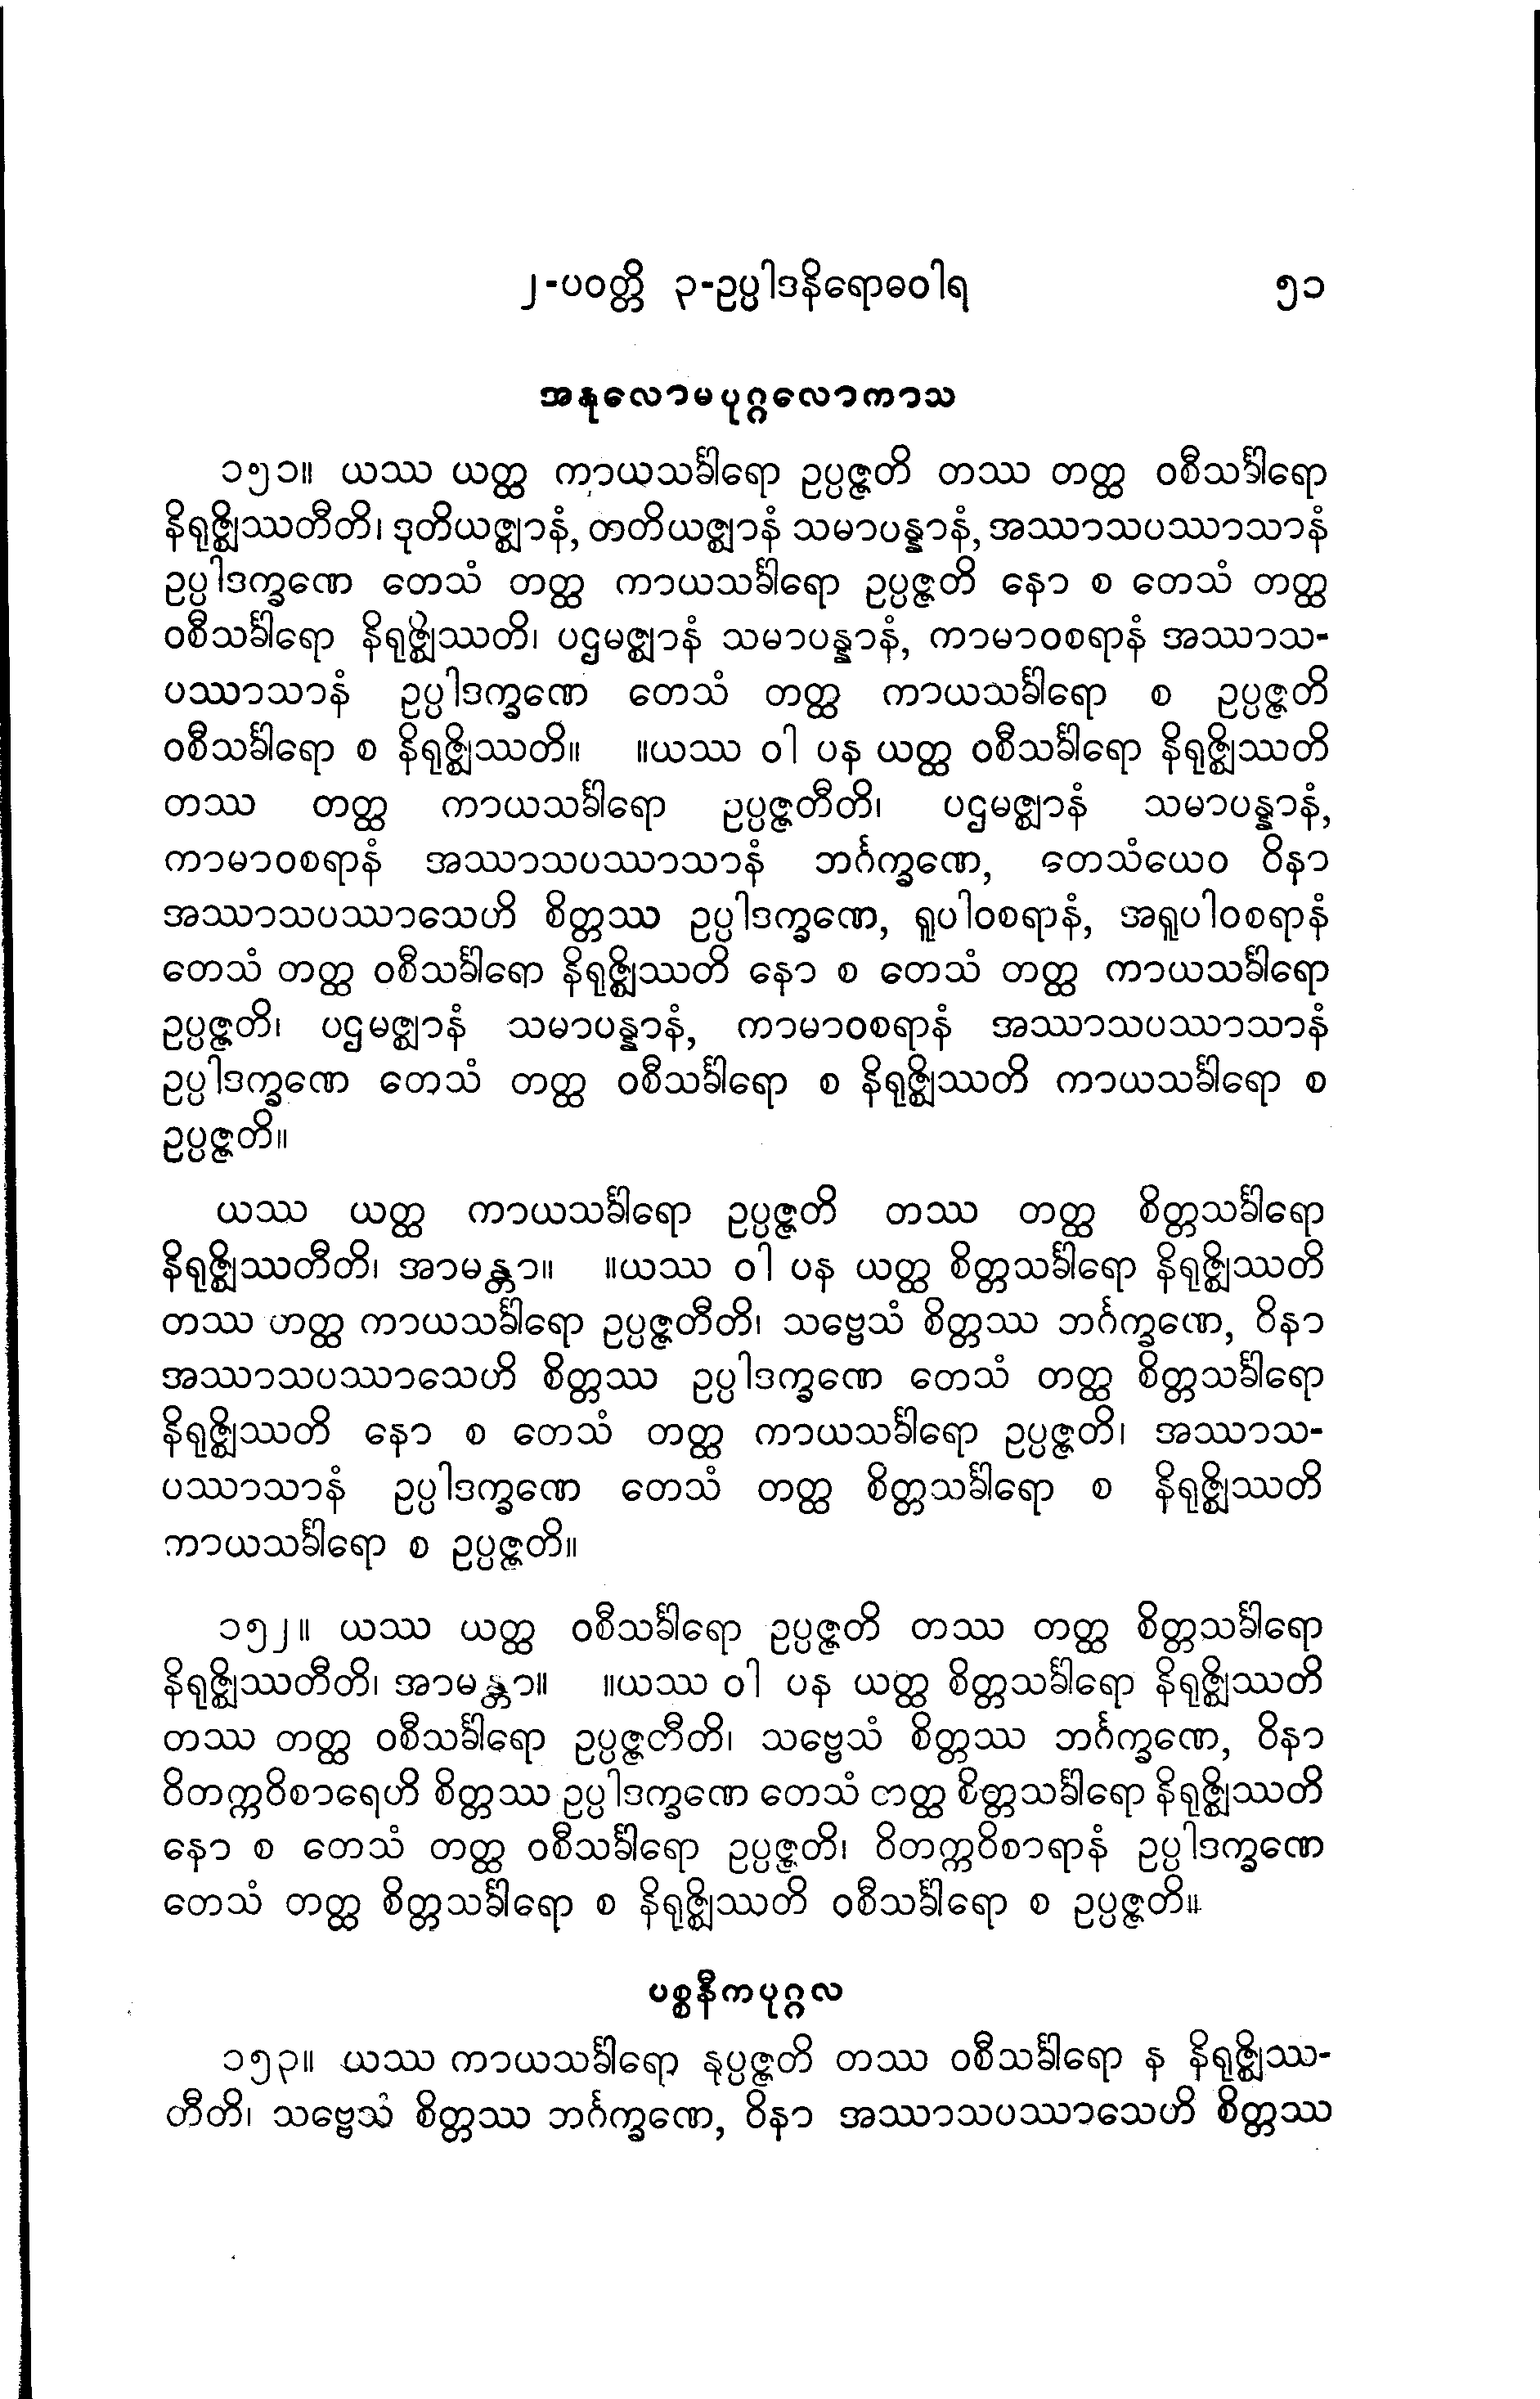 ၂-ပဝတ္တိ ၃-ဥပ္ပါဒနိရောဓဝါရ ၅၁
အနုလောမပုဂ္ဂလောကာသ
၁၅၁။ ယဿ ယတ္ထ ကာယသင်္ခါရော ဥပ္ပဇ္ဇတိ တဿ တတ္ထ ဝစီသင်္ခါရော
နိရုဇ္ဈိဿတီတိ၊ ဒုတိယဇ္ဈာနံ, တတိယဇ္ဈာနံ သမာပန္နာနံ, အဿာသပဿာသာနံ
ဥပ္ပါဒက္ခဏေ တေသံ တတ္ထ ကာယသင်္ခါရော ဥပ္ပဇ္ဇတိ နော စ တေသံ တတ္ထ
ဝစီသင်္ခါရော နိရုဇ္ဈိဿတိ၊ ပဌမဇ္ဈာနံ သမာပန္နာနံ, ကာမာဝစရာနံ အဿာသ-
ပဿာသာနံ ဥပ္ပါဒက္ခဏေ တေသံ တတ္ထ ကာယသင်္ခါရော စ ဥပ္ပဇ္ဇတိ
ဝစီသင်္ခါရော စ နိရုဇ္ဈိဿတိ။ ။ယဿ ဝါ ပန ယတ္ထ ဝစီသင်္ခါရော နိရုဇ္ဈိဿတိ
တဿ တတ္ထ ကာယသင်္ခါရော ဥပ္ပဇ္ဇတီတိ၊ ပဌမဇ္ဈာနံ သမာပန္နာနံ,
ကာမာဝစရာနံ အဿာသပဿာသာနံ ဘင်္ဂက္ခဏေ, တေသံယေဝ ဝိနာ
အဿာသပဿာသေဟိ စိတ္တဿ ဥပ္ပါဒက္ခဏေ, ရူပါဝစရာနံ, အရူပါဝစရာနံ
တေသံ တတ္ထ ဝစီသင်္ခါရော နိရုဇ္ဈိဿတိ နော စ တေသံ တတ္ထ ကာယသင်္ခါရော
ဥပ္ပဇ္ဇတိ၊ ပဌမဇ္ဈာနံ သမာပန္နာနံ, ကာမာဝစရာနံ အဿာသပဿာသာနံ
ဥပ္ပါဒက္ခဏေ တေသံ တတ္ထ ဝစီသင်္ခါရော စ နိရုဇ္ဈိဿတိ ကာယသင်္ခါရော စ
ဥပ္ပဇ္ဇတိ။
ယဿ ယတ္ထ ကာယသင်္ခါရော ဥပ္ပဇ္ဇတိ တဿ တတ္ထ စိတ္တသင်္ခါရော
နိရုဇ္ဈိဿတီတိ၊ အာမန္တာ။ ။ယဿ ဝါ ပန ယတ္ထ စိတ္တသင်္ခါရော နိရုဇ္ဈိဿတိ
တဿ တတ္ထ ကာယသင်္ခါရော ဥပ္ပဇ္ဇတီတိ၊ သဗ္ဗေသံ စိတ္တဿ ဘင်္ဂက္ခဏေ, ဝိနာ
အဿာသပဿာသေဟိ စိတ္တဿ ဥပ္ပါဒက္ခဏေ တေသံ တတ္ထ စိတ္တသင်္ခါရော
နိရုဇ္ဈိဿတိ နော စ တေသံ တတ္ထ ကာယသင်္ခါရော ဥပ္ပဇ္ဇတိ၊ အဿာသ-
ပဿာသာနံ ဥပ္ပါဒက္ခဏေ တေသံ တတ္ထ စိတ္တသင်္ခါရော စ နိရုဇ္ဈိဿတိ
ကာယသင်္ခါရော စ ဥပ္ပဇ္ဇတိ။
၁၅၂။ ယဿ ယတ္ထ ဝစီသင်္ခါရော ဥပ္ပဇ္ဇတိ တဿ တတ္ထ စိတ္တသင်္ခါရော
နိရုဇ္ဈိဿတီတိ၊ အာမန္တာ။ ။ယဿ ဝါ ပန ယတ္ထ စိတ္တသင်္ခါရော နိရုဇ္ဈိဿတိ
တဿ တတ္ထ ဝစီသင်္ခါရော ဥပ္ပဇ္ဇတီတိ၊ သဗ္ဗေသံ စိတ္တဿ ဘင်္ဂက္ခဏေ, ဝိနာ
ဝိတက္ကဝိစာရေဟိ စိတ္တဿ ဥပ္ပါဒက္ခဏေ တေသံ တတ္ထ စိတ္တသင်္ခါရော နိရုဇ္ဈိဿတိ
နော စ တေသံ တတ္ထ ဝစီသင်္ခါရော ဥပ္ပဇ္ဇတိ၊ ဝိတက္ကဝိစာရာနံ ဥပ္ပါဒက္ခဏေ
တေသံ တတ္ထ စိတ္တသင်္ခါရော စ နိရုဇ္ဈိဿတိ ဝစီသင်္ခါရော စ ဥပ္ပဇ္ဇတိ။
ပစ္စနီကပုဂ္ဂလ
၁၅၃။ ယဿ ကာယသင်္ခါရော နုပ္ပဇ္ဇတိ တဿ ဝစီသင်္ခါရော န နိရုဇ္ဈိဿ-
တီတိ၊ သဗ္ဗေသံ စိတ္တဿ ဘင်္ဂက္ခဏေ, ဝိနာ အဿာသပဿာသေဟိ စိတ္တဿ